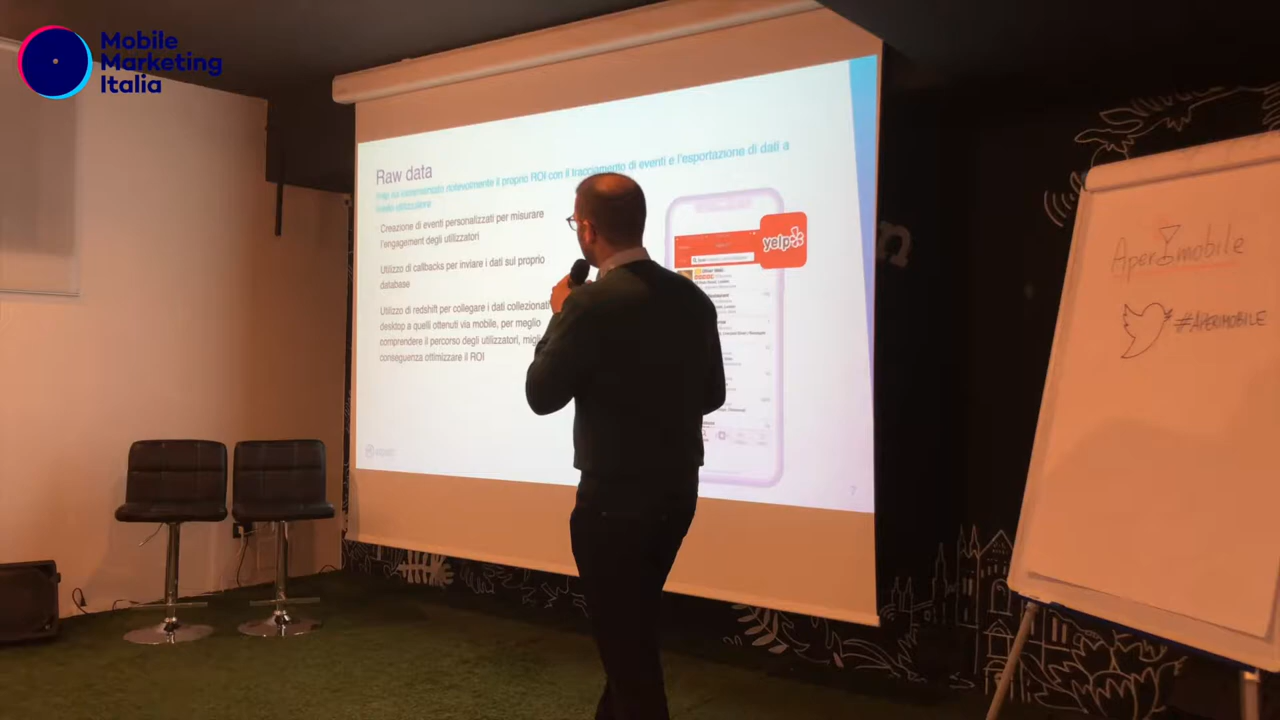 Mobile
Marketing
Italia
Raw data
Yelp ha incrementato notevolmente il proprio ROI con il tracciamento di eventi e l'esportazione di dati a
livello utilizzatore
Creazione di eventi personalizzati per misurare
l'engagement degli utilizzatori
Utilizzo di callbacks per inviare i dati sul proprio
database
Utilizzo di redshift per collegare i dati collezionati
desktop a quelli ottenuti via mobile, per meglio
comprendere il percorso degli utilizzatori,
conseguenza ottimizzare il ROI
yelp
7
Aperimobile
#APERIMOBILE